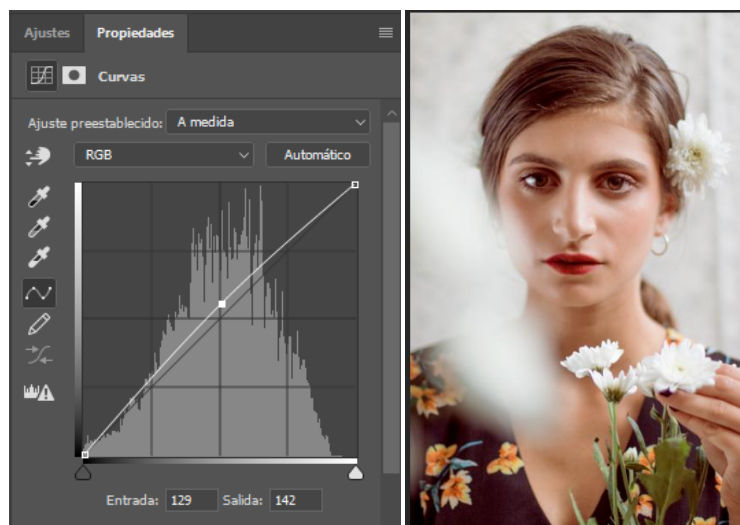 Ajustes Propiedades
Curvas
Ajuste preestablecido: A medida
RGB Automático
Entrada: 129 Salida: 142